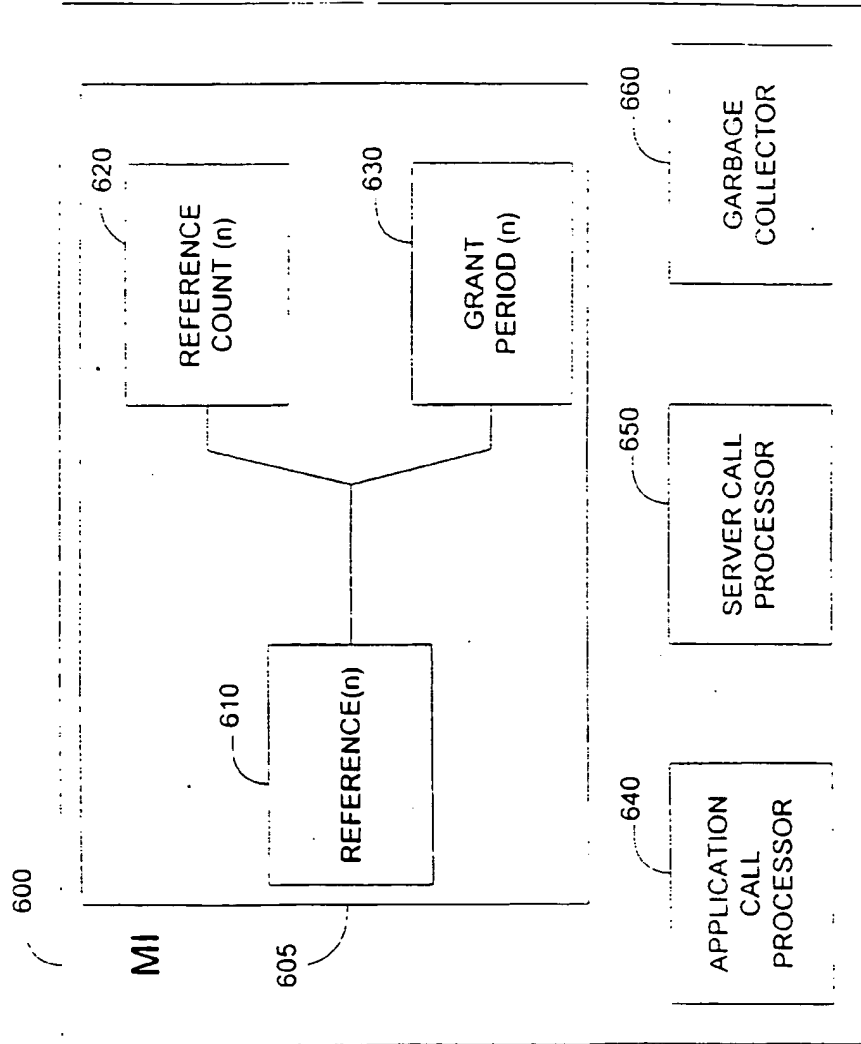 600
MI
605
610
REFERENCE(n)
620
REFERENCE
COUNT (n)
630
GRANT
PERIOD (n)
640
APPLICATION
CALL
PROCESSOR
650
SERVER CALL
PROCESSOR
660
GARBAGE
COLLECTOR